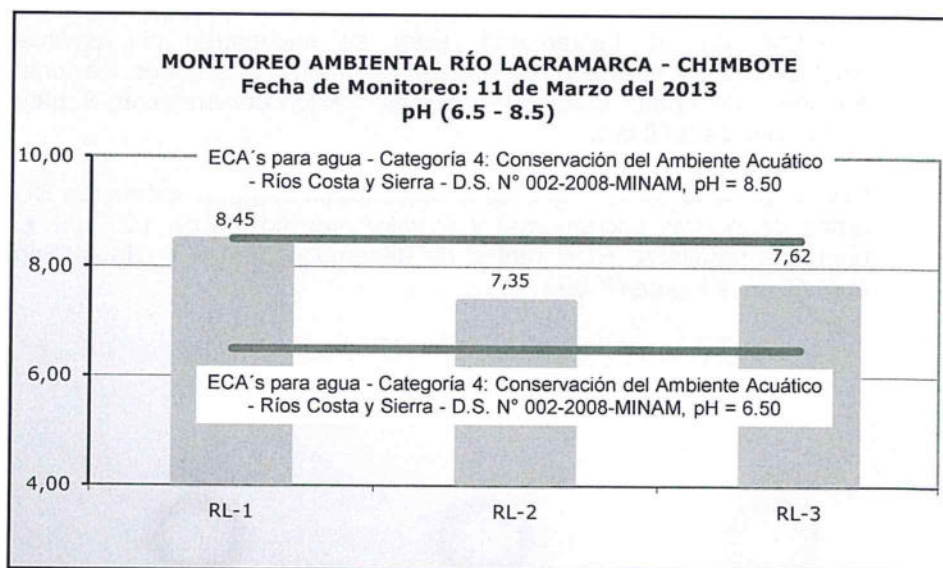 MONITOREO AMBIENTAL RÍO LACRAMARCA - CHIMBOTE
Fecha de Monitoreo: 11 de Marzo del 2013
pH (6.5 - 8.5)
10,00
ECA´s para agua - Categoría 4: Conservación del Ambiente Acuático
- Ríos Costa y Sierra - D.S. N° 002-2008-MINAM, pH = 8.50
8,45
8,00
7,35
7,62
6,00
ECA´s para agua - Categoría 4: Conservación del Ambiente Acuático
- Ríos Costa y Sierra - D.S. N° 002-2008-MINAM, pH = 6.50
4,00
RL-1
RL-2
RL-3